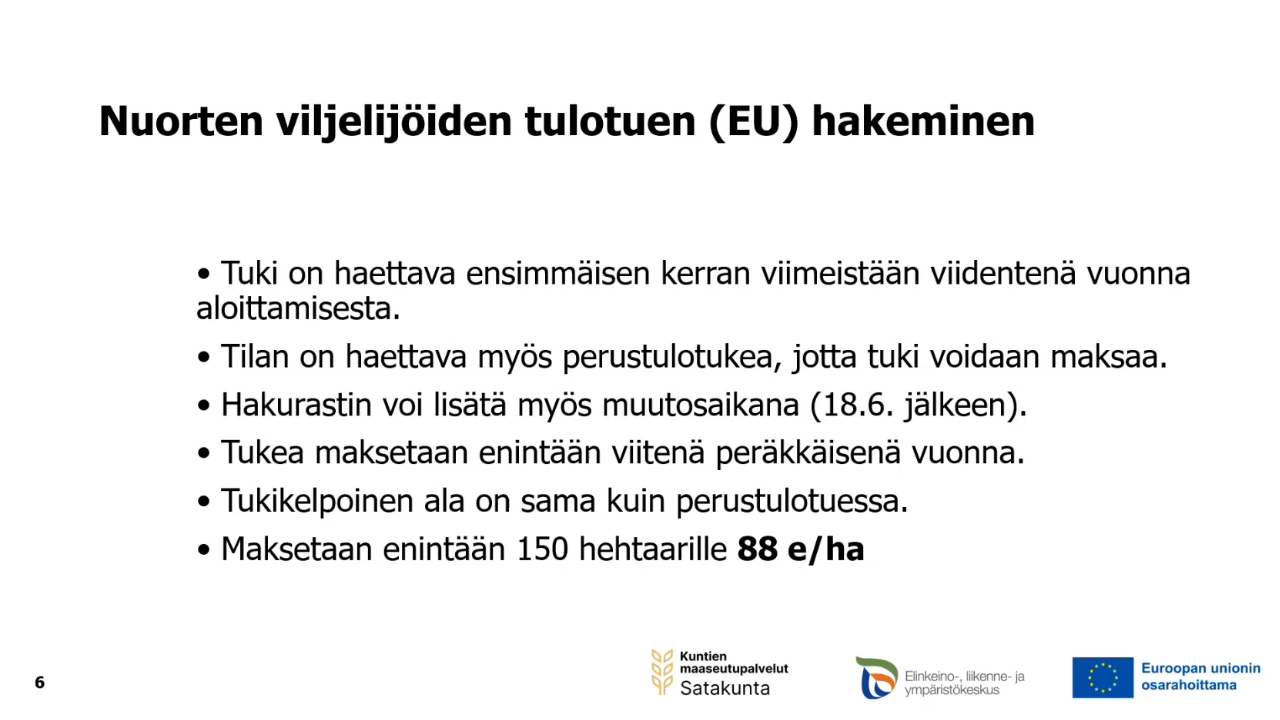 Nuorten viljelijöiden tulotuen (EU) hakeminen
• Tuki on haettava ensimmäisen kerran viimeistään viidentenä vuonna
aloittamisesta.
• Tilan on haettava myös perustulotukea, jotta tuki voidaan maksaa.
• Hakurastin voi lisätä myös muutosaikana (18.6. jälkeen).
• Tukea maksetaan enintään viitenä peräkkäisenä vuonna.
• Tukikelpoinen ala on sama kuin perustulotuessa.
• Maksetaan enintään 150 hehtaarille 88 e/ha
6
Kuntien
maaseutupalvelut
Satakunta
Elinkeino-, liikenne- ja
ympäristökeskus
Euroopan unionin
osarahoittama